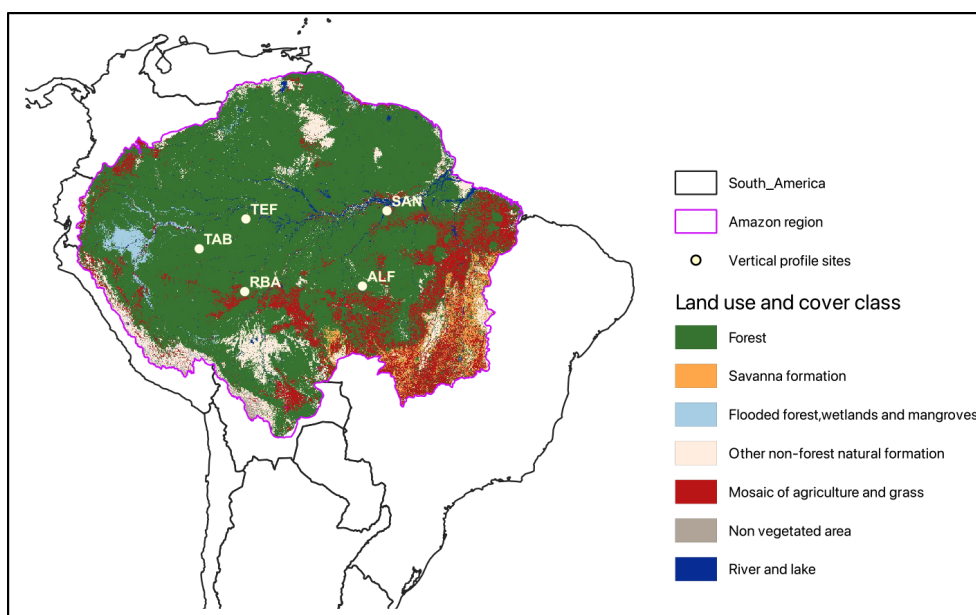 TEF
SAN
TAB
RBA
ALF
South_America
Amazon region
Vertical profile sites
Land use and cover class
Forest
Savanna formation
Flooded forest,wetlands and mangroves
Other non-forest natural formation
Mosaic of agriculture and grass
Non vegetated area
River and lake